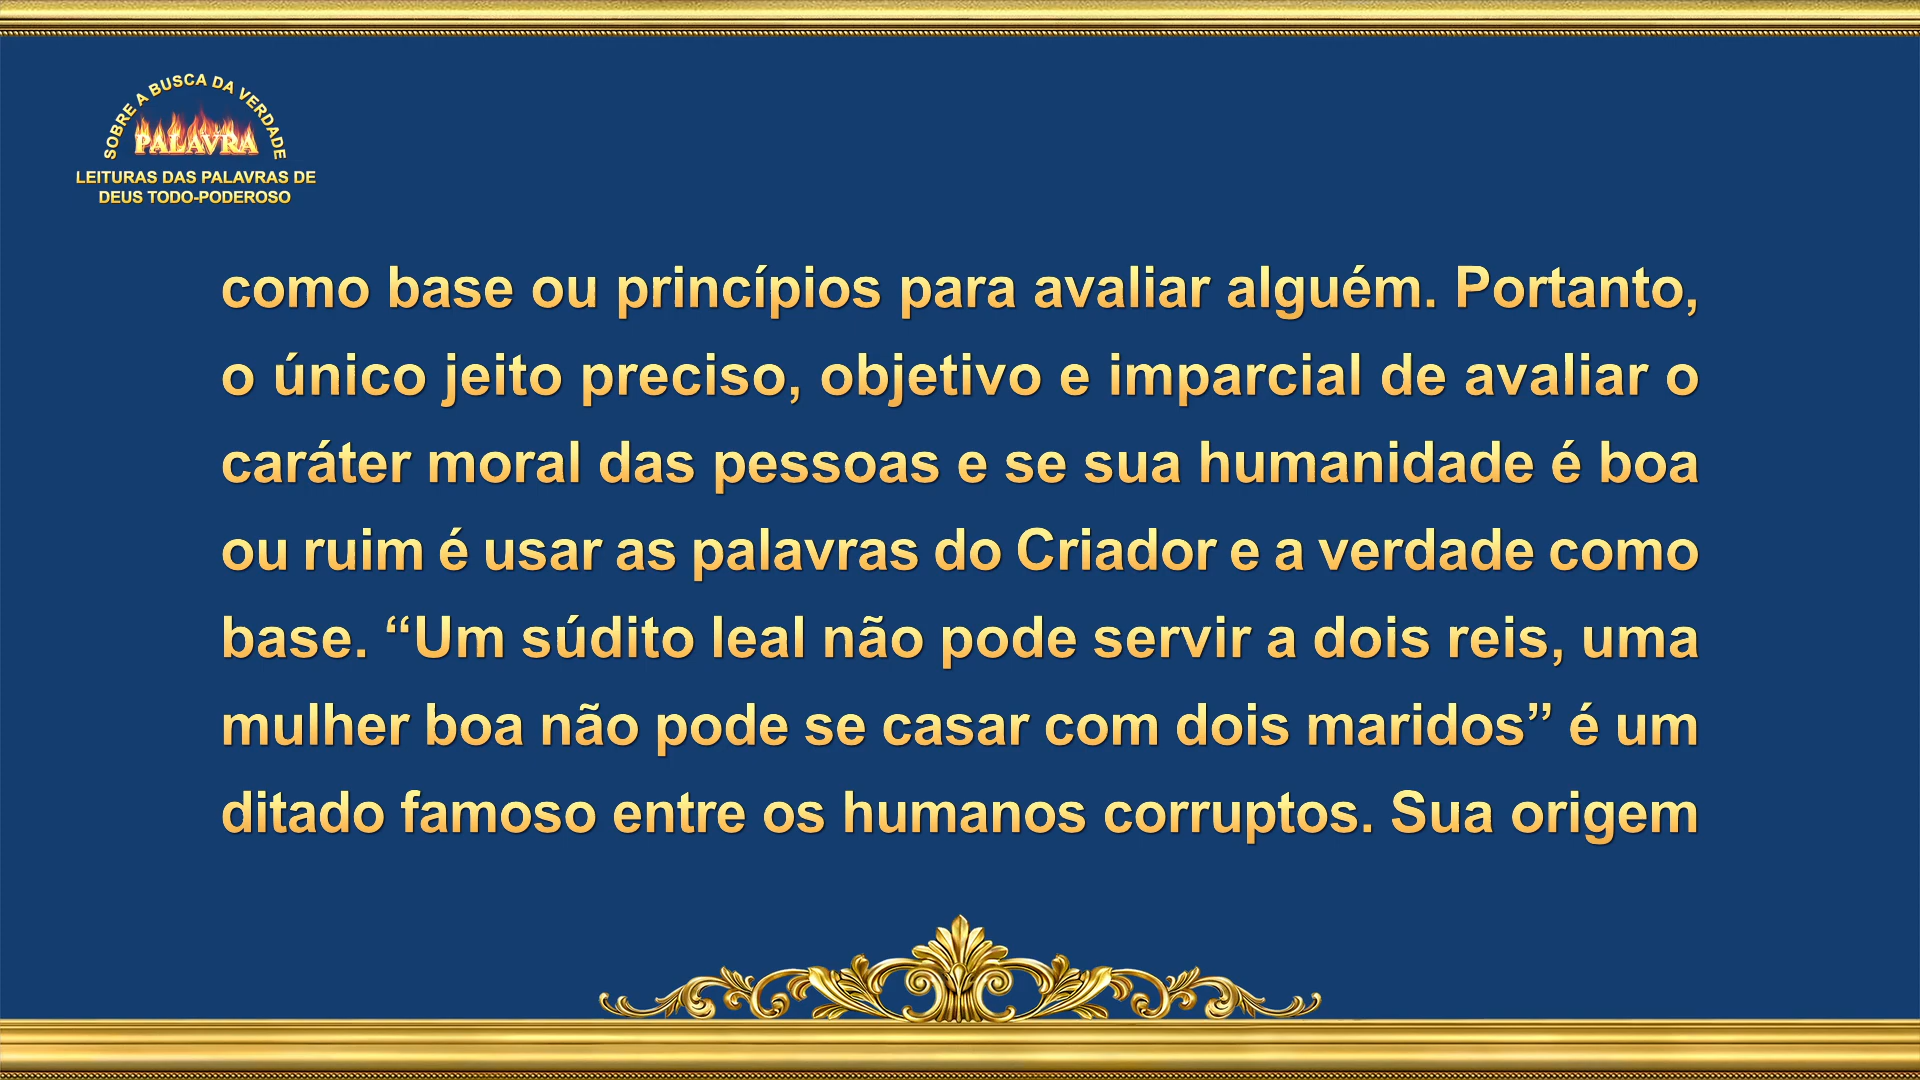 SOBRE A BUSCA DA VERDADE
PALAVRA
LEITURAS DAS PALAVRAS DE
DEUS TODO-PODEROSO
como base ou princípios para avaliar alguém. Portanto,
o único jeito preciso, objetivo e imparcial de avaliar o
caráter moral das pessoas e se sua humanidade é boa
ou ruim é usar as palavras do Criador e a verdade como
base. “Um súdito leal não pode servir a dois reis, uma
mulher boa não pode se casar com dois maridos” é um
ditado famoso entre os humanos corruptos. Sua origem